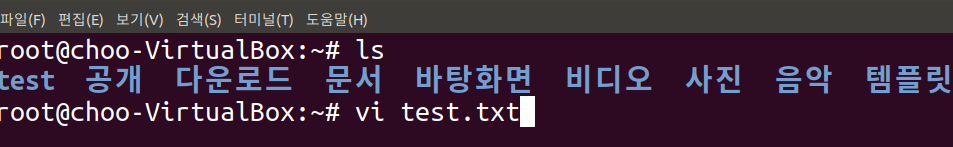 파일(F) 편집(E) 보기(V) 검색(S) 터미널(T) 도움말(H)
root@choo-VirtualBox:~# ls
test 공개 다운로드 문서 바탕화면 비디오 사진 음악 템플릿
root@choo-VirtualBox:~# vi test.txt